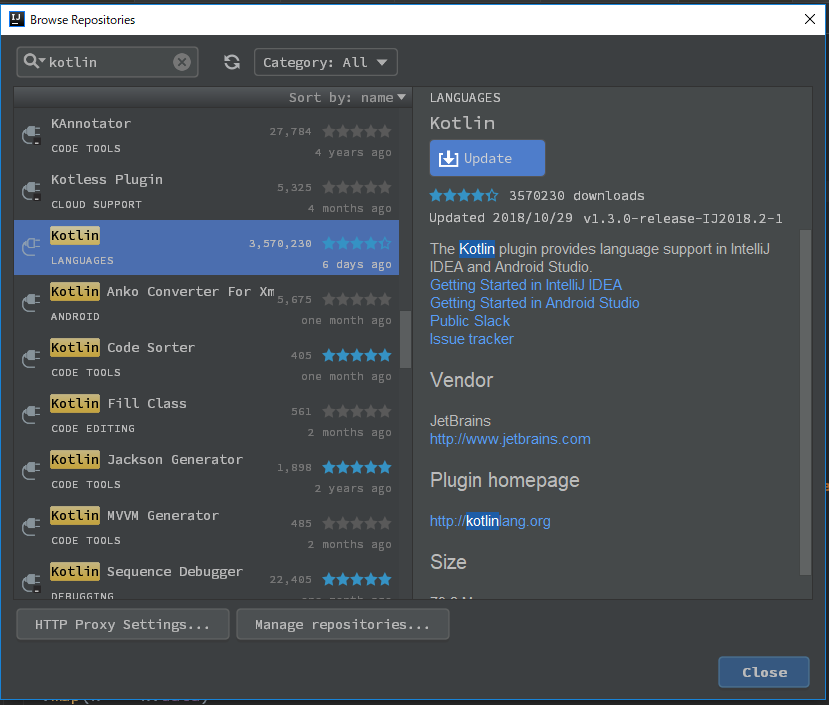 IJ Browse Repositories
kotlin
Category: All
Sort by: name
KAnnotator
27,784
CODE TOOLS
4 years ago
Kotless Plugin
5,325
CLOUD SUPPORT
4 months ago
Kotlin
3,570,230
LANGUAGES
6 days ago
Kotlin Anko Converter For Xm
5,675
ANDROID
one month ago
Kotlin Code Sorter
405
CODE TOOLS
one month ago
Kotlin Fill Class
561
CODE EDITING
2 months ago
Kotlin Jackson Generator
1,898
CODE TOOLS
2 years ago
Kotlin MVVM Generator
485
CODE TOOLS
2 months ago
Kotlin Sequence Debugger
22,405
DEBUGGING
one month ago
LANGUAGES
Kotlin
Update
3570230 downloads
Updated 2018/10/29 v1.3.0-release-IJ2018.2-1
The Kotlin plugin provides language support in IntelliJ
IDEA and Android Studio.
Getting Started in IntelliJ IDEA
Getting Started in Android Studio
Public Slack
Issue tracker
Vendor
JetBrains
http://www.jetbrains.com
Plugin homepage
http://kotlinlang.org
Size
HTTP Proxy Settings...
Manage repositories...
Close